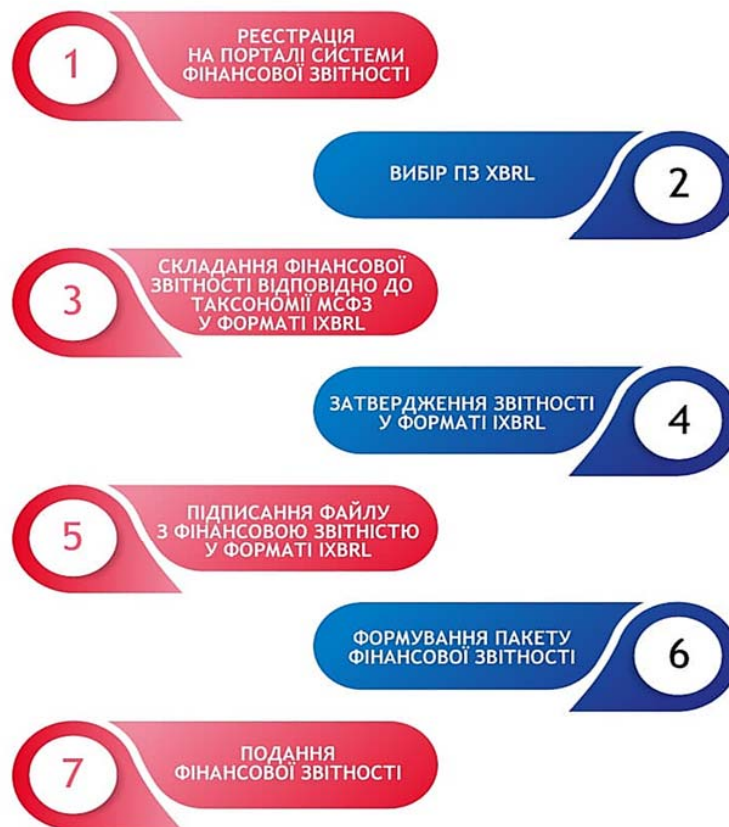 1
РЕЄСТРАЦІЯ
НА ПОРТАЛІ СИСТЕМИ
ФІНАНСОВОЇ ЗВІТНОСТІ
ВИБІР ПЗ XBRL
2
3
СКЛАДАННЯ ФІНАНСОВОЇ
ЗВІТНОСТІ ВІДПОВІДНО ДО
ТАКСОНОМІЇ МСФЗ
У ФОРМАТІ IXBRL
ЗАТВЕРДЖЕННЯ ЗВІТНОСТІ
У ФОРМАТІ IXBRL
4
5
ПІДПИСАННЯ ФАЙЛУ
З ФІНАНСОВОЮ ЗВІТНІСТЮ
У ФОРМАТІ IXBRL
ФОРМУВАННЯ ПАКЕТУ
ФІНАНСОВОЇ ЗВІТНОСТІ
6
7
ПОДАННЯ
ФІНАНСОВОЇ ЗВІТНОСТІ